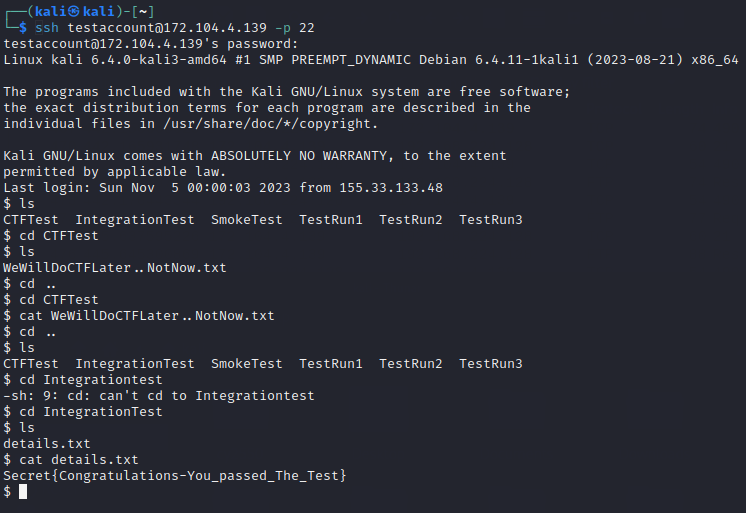 ┌──(kali㉿kali)-[~]
└─$ ssh testaccount@172.104.4.139 -p 22
testaccount@172.104.4.139's password:
Linux kali 6.4.0-kali3-amd64 #1 SMP PREEMPT_DYNAMIC Debian 6.4.11-1kali1 (2023-08-21) x86_64
The programs included with the Kali GNU/Linux system are free software;
the exact distribution terms for each program are described in the
individual files in /usr/share/doc/*/copyright.
Kali GNU/Linux comes with ABSOLUTELY NO WARRANTY, to the extent
permitted by applicable law.
Last login: Sun Nov  5 00:00:03 2023 from 155.33.133.48
$ ls
CTFTest  IntegrationTest  SmokeTest  TestRun1  TestRun2  TestRun3
$ cd CTFTest
$ ls
WeWillDoCTFLater..NotNow.txt
$ cd ..
$ cd CTFTest
$ cat WeWillDoCTFLater..NotNow.txt
$ cd ..
$ ls
CTFTest  IntegrationTest  SmokeTest  TestRun1  TestRun2  TestRun3
$ cd Integrationtest
-sh: 9: cd: can't cd to Integrationtest
$ cd IntegrationTest
$ ls
details.txt
$ cat details.txt
Secret{Congratulations-You_passed_The_Test}
$